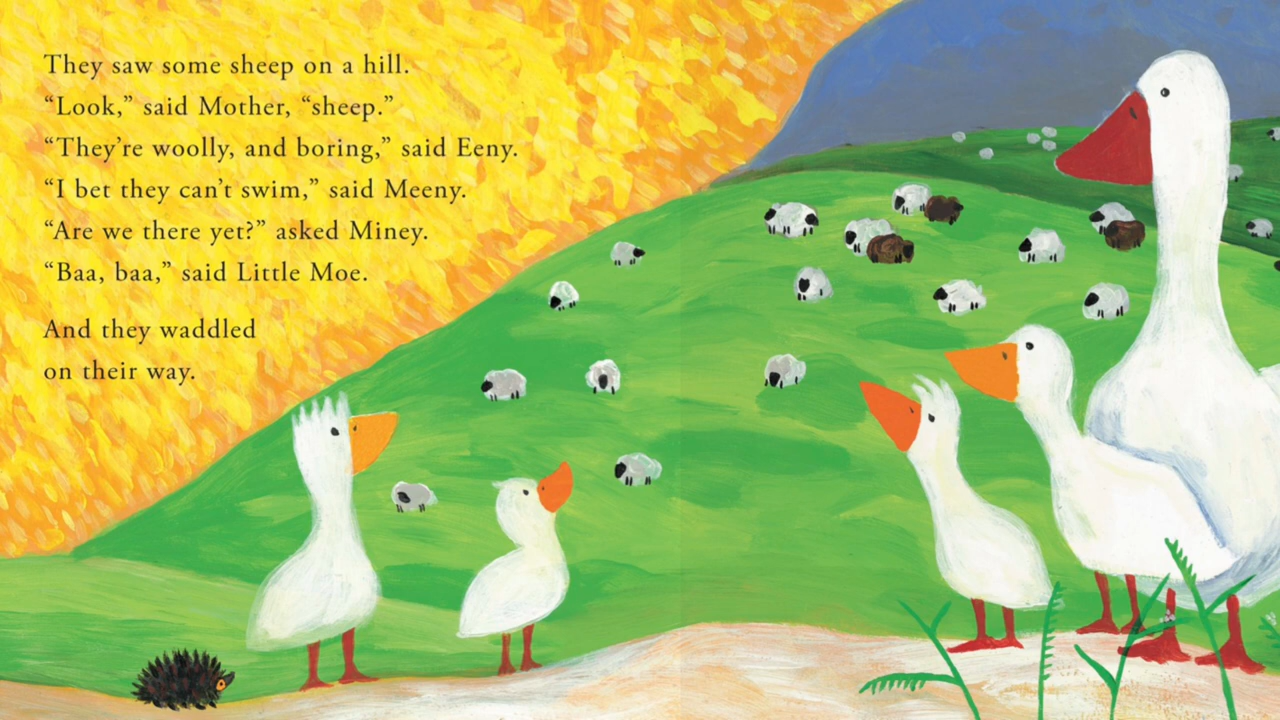 They saw some sheep on a hill.
“Look,” said Mother, “sheep.”
“They’re woolly, and boring,” said Eeny.
“I bet they can’t swim,” said Meeny.
“Are we there yet?” asked Miney.
“Baa, baa,” said Little Moe.
And they waddled
on their way.